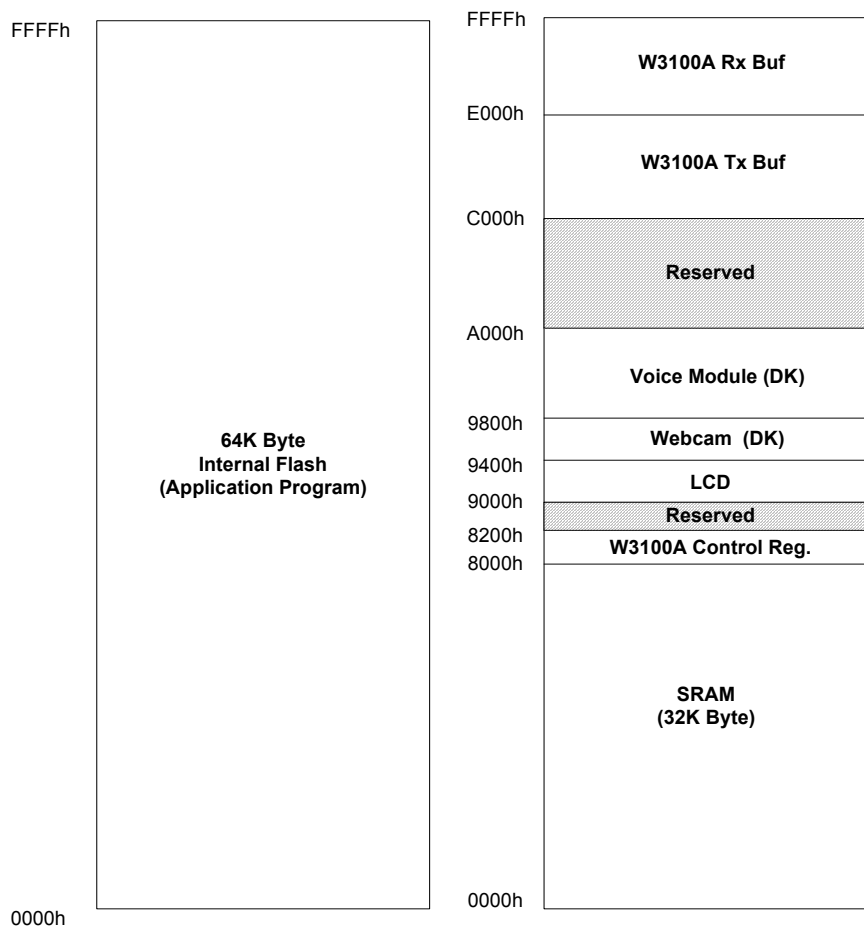 FFFFh
64K Byte
Internal Flash
(Application Program)
0000h
FFFFh
W3100A Rx Buf
E000h
W3100A Tx Buf
C000h
Reserved
A000h
Voice Module (DK)
9800h
Webcam (DK)
9400h
LCD
9000h
Reserved
8200h
W3100A Control Reg.
8000h
SRAM
(32K Byte)
0000h